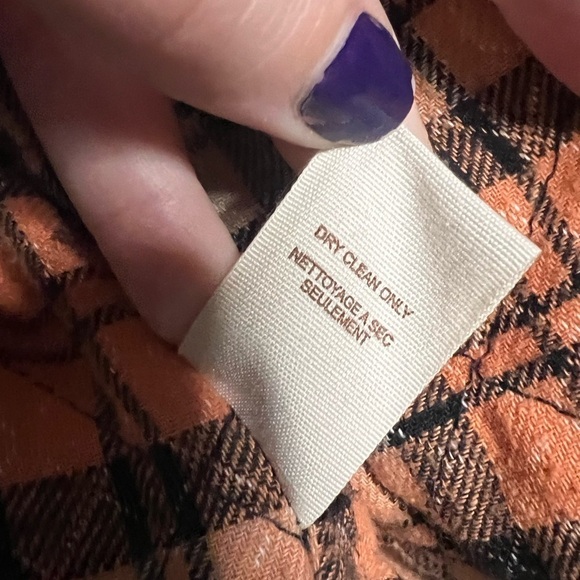 DRY CLEAN ONLY
NETTOYAGE A SEC
SEULEMENT